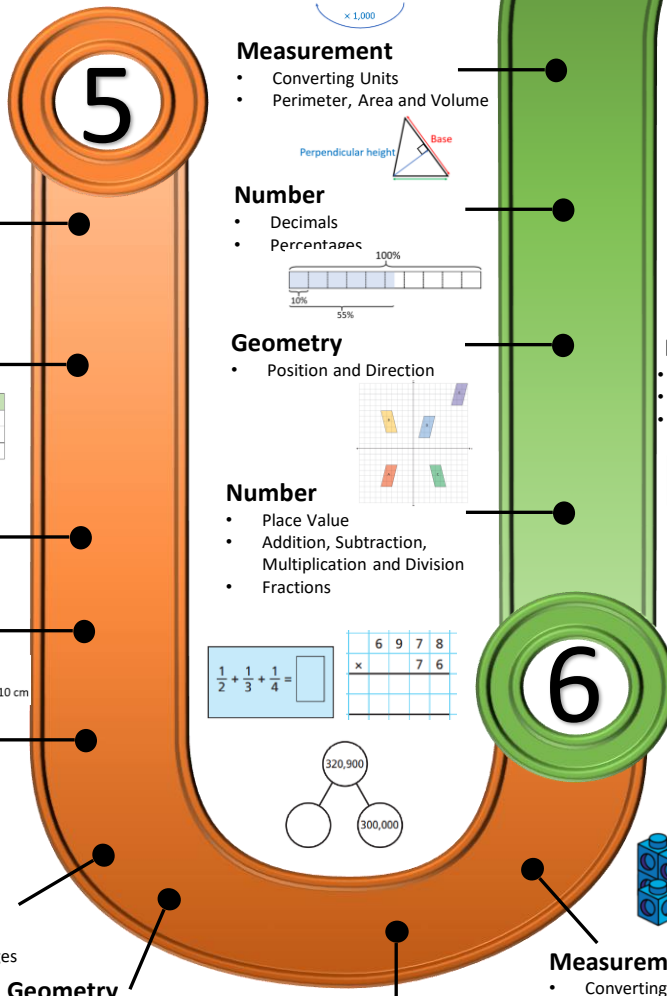 × 1,000
5
Measurement
• Converting Units
• Perimeter, Area and Volume
Base
Perpendicular height
Number
• Decimals
• Percentages
100%
10%
55%
Geometry
• Position and Direction
Number
• Place Value
• Addition, Subtraction,
Multiplication and Division
• Fractions
1/2 + 1/3 + 1/4 =
6 9 7 8
× 7 6
10 cm
6
320,900
300,000
Geometry
• Converting